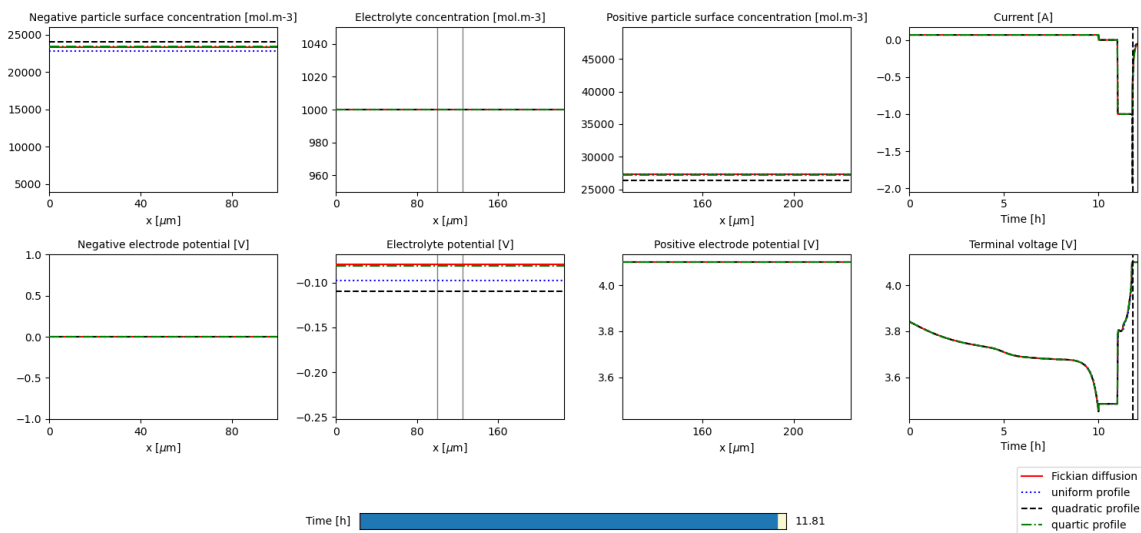 Negative particle surface concentration [mol.m-3]
Electrolyte concentration [mol.m-3]
Positive particle surface concentration [mol.m-3]
Current [A]
25000
20000
15000
10000
5000
0
40
80
x [μm]
1040
1020
1000
980
960
0
160
x [μm]
45000
40000
35000
30000
25000
160
200
x [μm]
0.0
−0.5
−1.0
−1.5
−2.0
0
5
10
Time [h]
Negative electrode potential [V]
Electrolyte potential [V]
Positive electrode potential [V]
Terminal voltage [V]
1.0
0.5
0.0
−0.5
−1.0
0
40
80
x [μm]
−0.10
−0.15
−0.20
−0.25
0
160
x [μm]
4.0
3.8
3.6
160
200
x [μm]
4.0
3.8
3.6
0
5
10
Time [h]
Time [h]
11.81
Fickian diffusion
uniform profile
quadratic profile
quartic profile